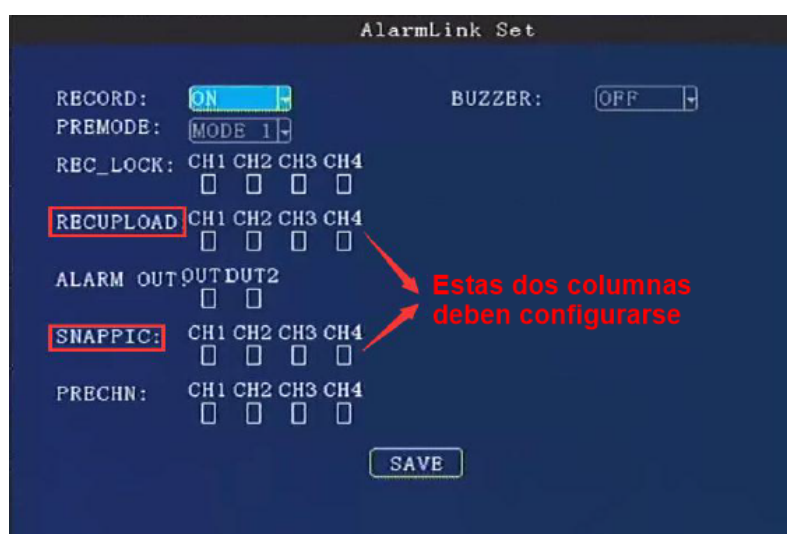 AlarmLink Set
RECORD: ON BUZZER: OFF
PREMODE: MODE 1
REC_LOCK: CH1 CH2 CH3 CH4
RECUPLOAD CH1 CH2 CH3 CH4
ALARM OUT OUT1 OUT2
Estas dos columnas
deben configurarse
SNAPPIC: CH1 CH2 CH3 CH4
PRECHN: CH1 CH2 CH3 CH4
SAVE